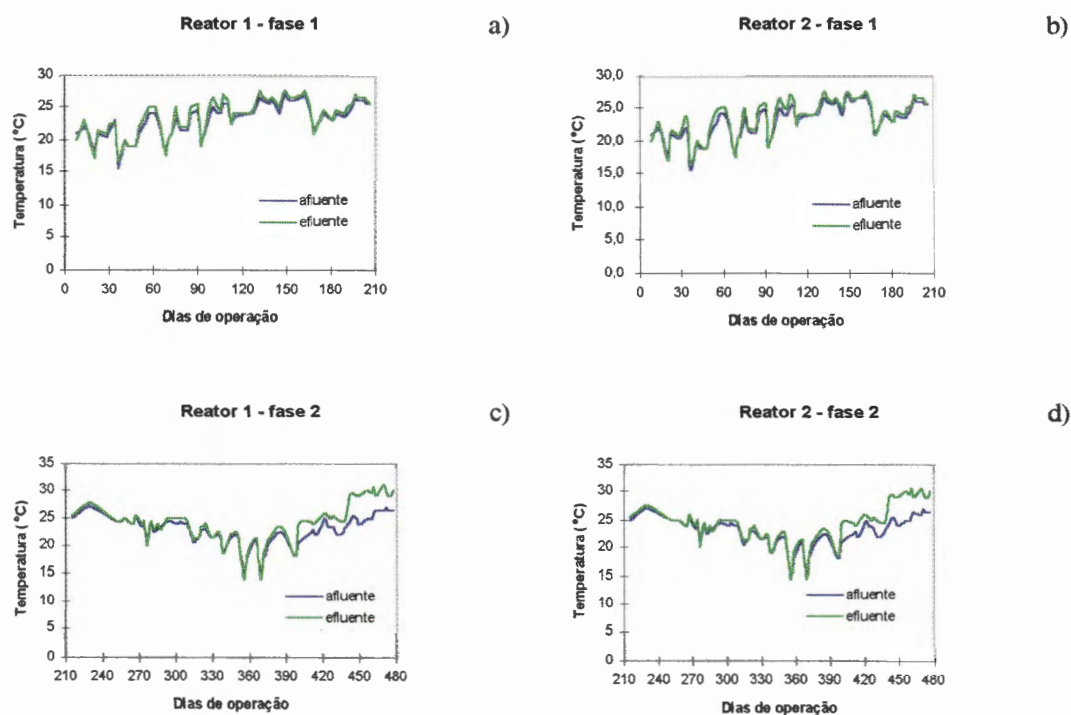 Reator 1 - fase 1
a)
30
25
20
15
10
5
0
Temperatura (°C)
afluente
efluente
0 30 60 90 120 150 180 210
Dias de operação
Reator 2 - fase 1
b)
30,0
25,0
20,0
15,0
10,0
5,0
0,0
Temperatura (°C)
afluente
efluente
0 30 60 90 120 150 180 210
Dias de operação
Reator 1 - fase 2
c)
35
30
25
20
15
10
5
0
Temperatura (°C)
afluente
efluente
210 240 270 300 330 360 390 420 450 480
Dias de operação
Reator 2 - fase 2
d)
35
30
25
20
15
10
5
0
Temperatura (°C)
afluente
efluente
210 240 270 300 330 360 390 420 450 480
Dias de operação